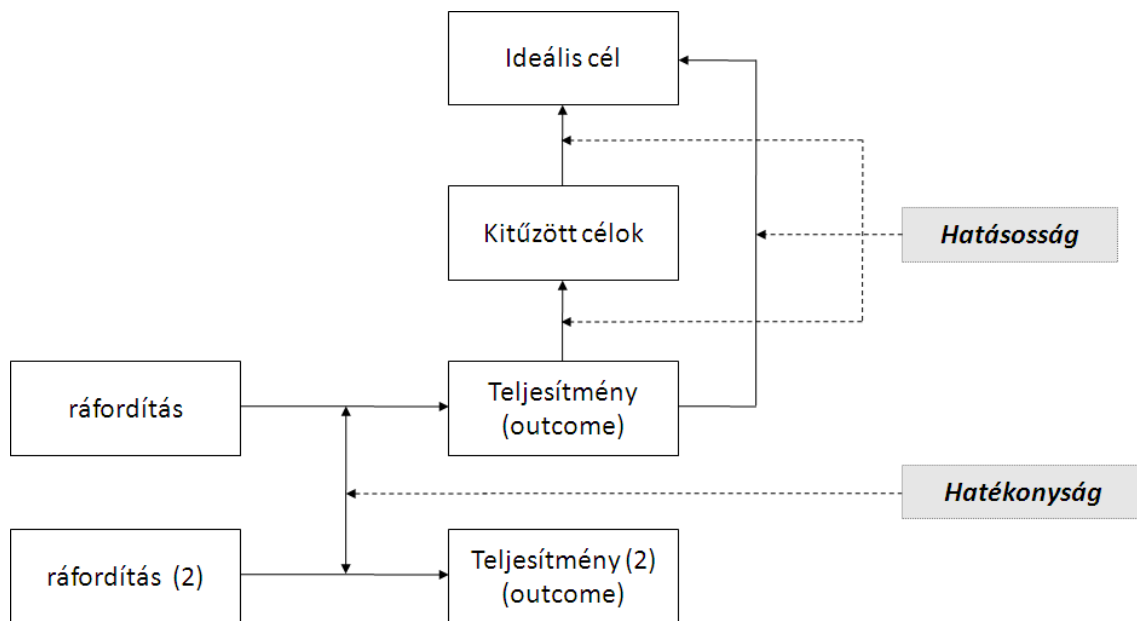 Ideális cél
Kitűzött célok
Hatásosság
ráfordítás
Teljesítmény
(outcome)
Hatékonyság
ráfordítás (2)
Teljesítmény (2)
(outcome)